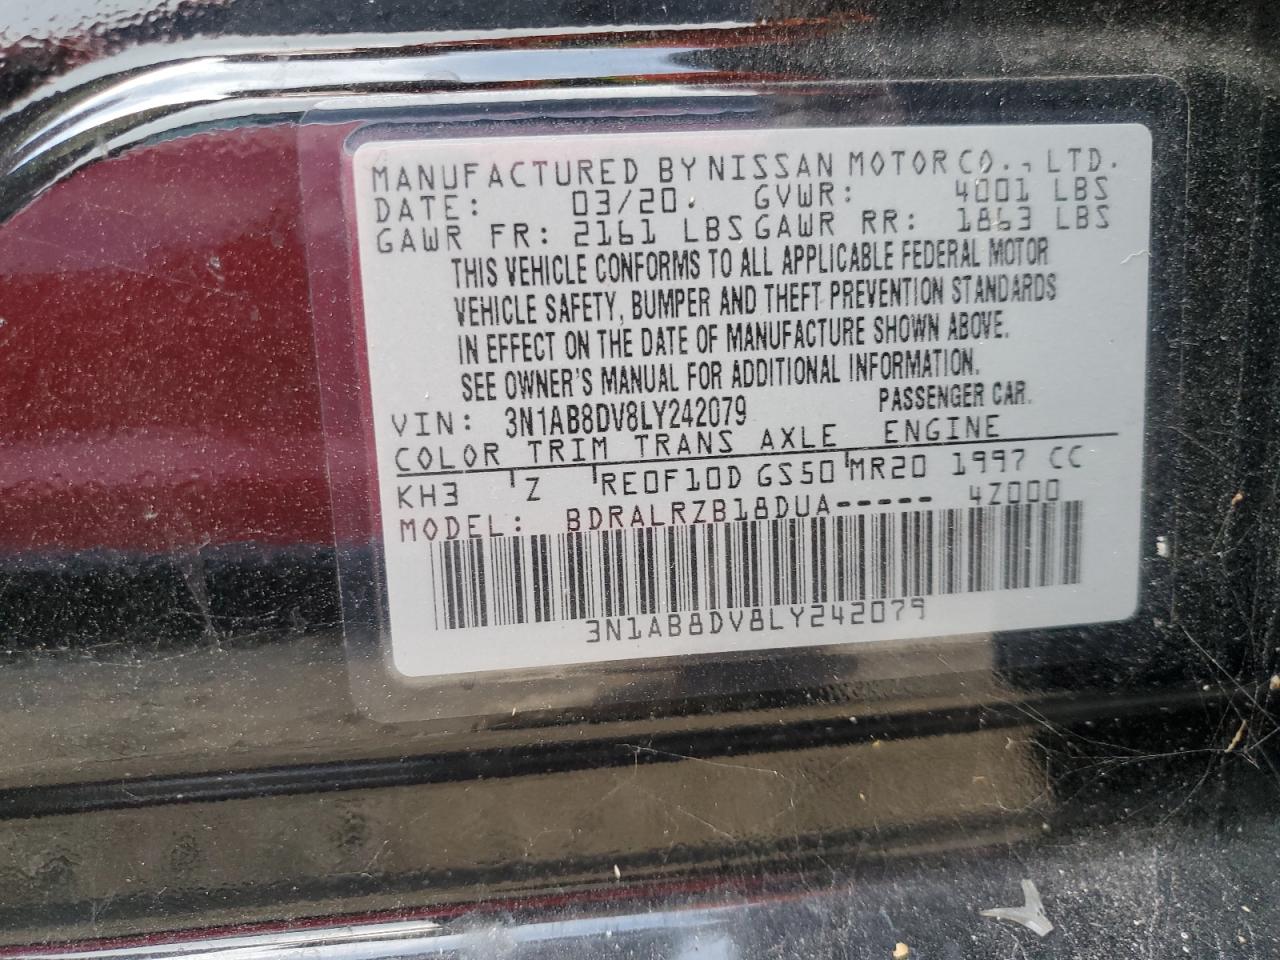 MANUFACTURED BY NISSAN MOTOR CO., LTD.
DATE: 03/20 GVWR: 4001 LBS
GAWR FR: 2161 LBS GAWR RR: 1863 LBS
THIS VEHICLE CONFORMS TO ALL APPLICABLE FEDERAL MOTOR
VEHICLE SAFETY, BUMPER AND THEFT PREVENTION STANDARDS
IN EFFECT ON THE DATE OF MANUFACTURE SHOWN ABOVE.
SEE OWNER'S MANUAL FOR ADDITIONAL INFORMATION.
VIN: 3N1AB8DV8LY242079 PASSENGER CAR.
COLOR TRIM TRANS AXLE ENGINE
KH3 Z RE0F10D GS50 MR20 1997 CC
MODEL: BDRALRZB18DUA----- 4Z000
3N1AB8DV8LY242079